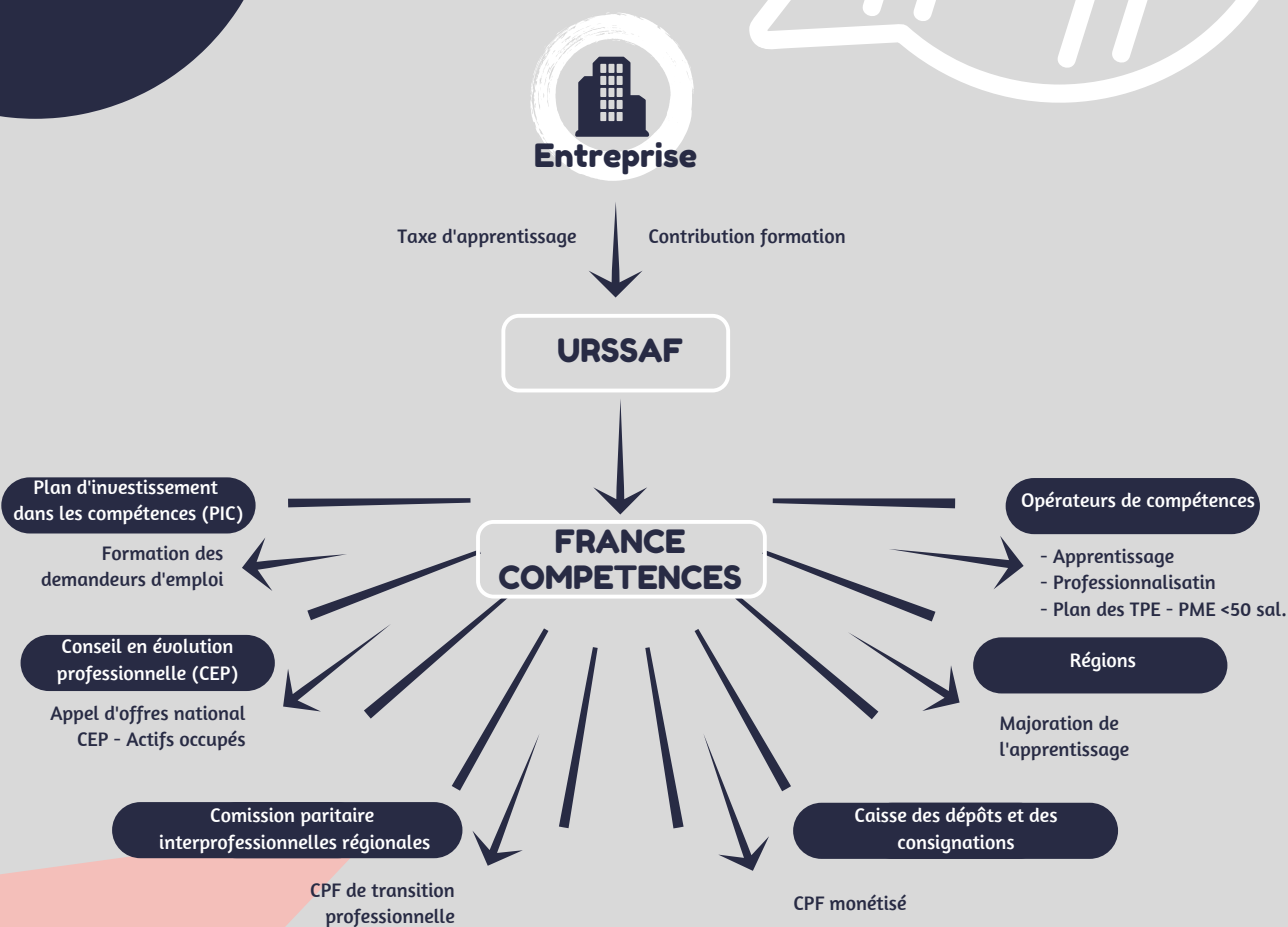 Entreprise
Taxe d'apprentissage
Contribution formation
URSSAF
FRANCE
COMPETENCES
Plan d'investissement
dans les compétences (PIC)
Formation des
demandeurs d'emploi
Conseil en évolution
professionnelle (CEP)
Appel d'offres national
CEP - Actifs occupés
Comission paritaire
interprofessionnelles régionales
CPF de transition
professionnelle
Opérateurs de compétences
- Apprentissage
- Professionnalisatin
- Plan des TPE - PME <50 sal.
Régions
Majoration de
l'apprentissage
Caisse des dépôts et des
consignations
CPF monétisé